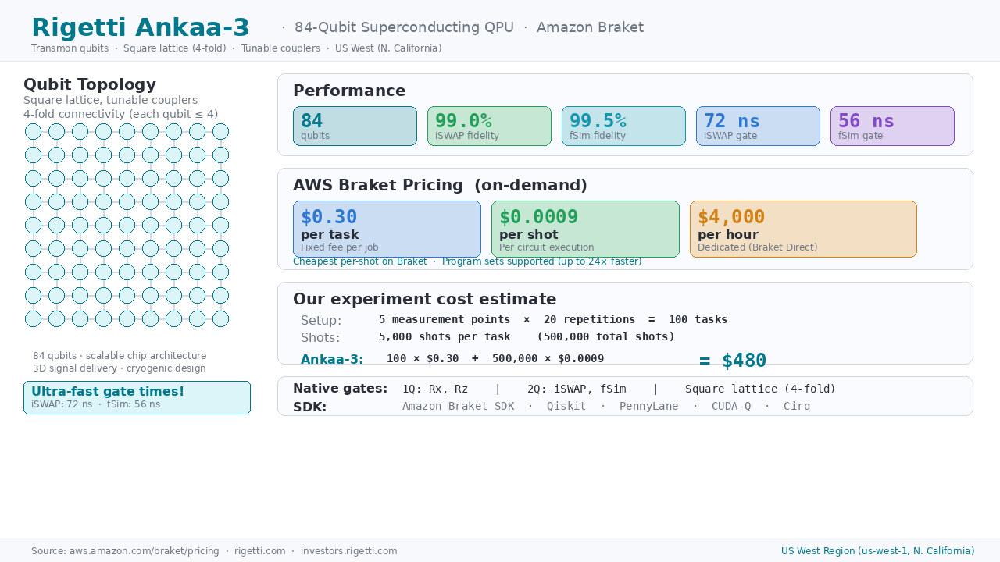 Rigetti Ankaa-3 · 84-Qubit Superconducting QPU · Amazon Braket
Transmon qubits · Square lattice (4-fold) · Tunable couplers · US West (N. California)
Qubit Topology
Square lattice, tunable couplers
4-fold connectivity (each qubit ≤ 4)
84 qubits · scalable chip architecture
3D signal delivery · cryogenic design
Ultra-fast gate times!
iSWAP: 72 ns · fSim: 56 ns
Performance
84
qubits
99.0%
iSWAP fidelity
99.5%
fSim fidelity
72 ns
iSWAP gate
56 ns
fSim gate
AWS Braket Pricing (on-demand)
$0.30
per task
Fixed fee per job
$0.0009
per shot
Per circuit execution
$4,000
per hour
Dedicated (Braket Direct)
Cheapest per-shot on Braket · Program sets supported (up to 24× faster)
Our experiment cost estimate
Setup: 5 measurement points × 20 repetitions = 100 tasks
Shots: 5,000 shots per task (500,000 total shots)
Ankaa-3: 100 × $0.30 + 500,000 × $0.0009 = $480
Native gates: 1Q: Rx, Rz | 2Q: iSWAP, fSim | Square lattice (4-fold)
SDK: Amazon Braket SDK · Qiskit · PennyLane · CUDA-Q · Cirq
Source: aws.amazon.com/braket/pricing · rigetti.com · investors.rigetti.com
US West Region (us-west-1, N. California)